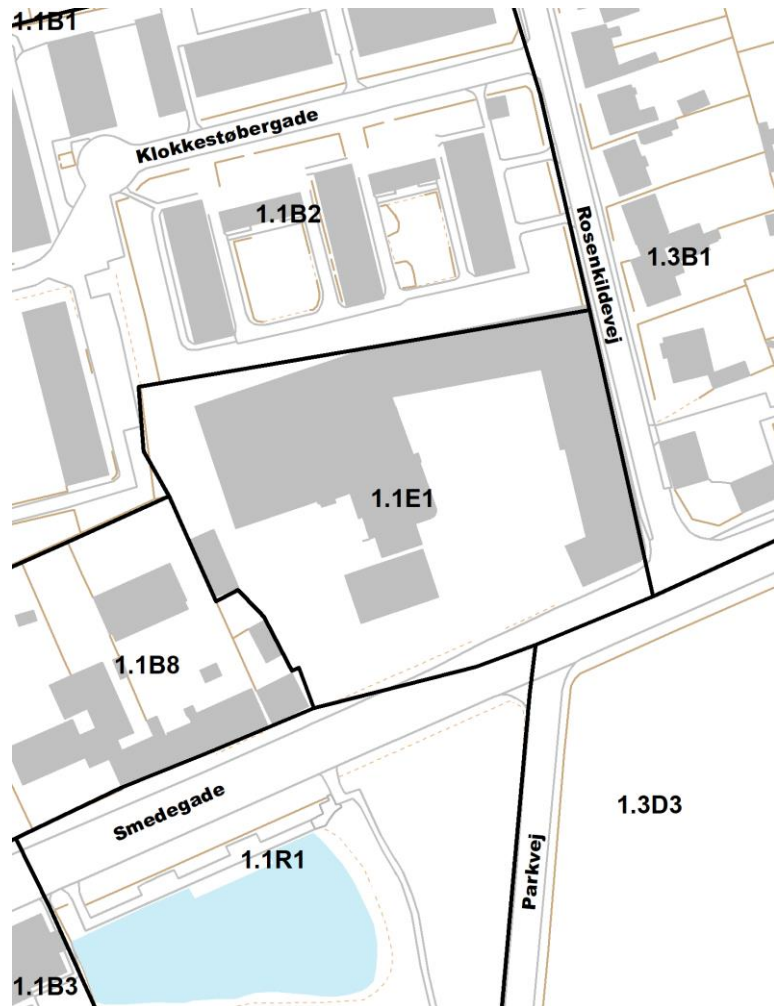 1.1B1
Klokkestøbergade
1.1B2
Rosenkildevej
1.3B1
1.1E1
1.1B8
Smedegade
1.3D3
1.1R1
Parkvej
1.1B3